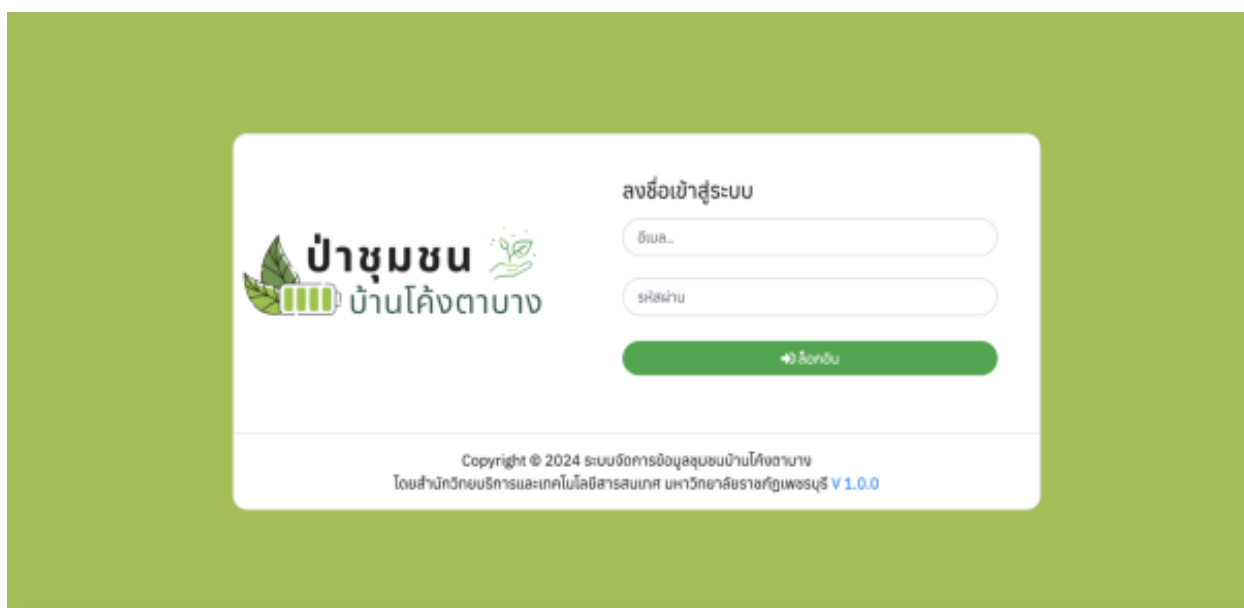 ป่าชุมชน
บ้านโค้งตาบาง
ลงชื่อเข้าสู่ระบบ
อีเมล..
รหัสผ่าน
ล็อกอิน
Copyright © 2024 ระบบจัดการข้อมูลชุมชนบ้านโค้งตาบาง
โดยสำนักวิทยบริการและเทคโนโลยีสารสนเทศ มหาวิทยาลัยราชภัฏเพชรบุรี V 1.0.0